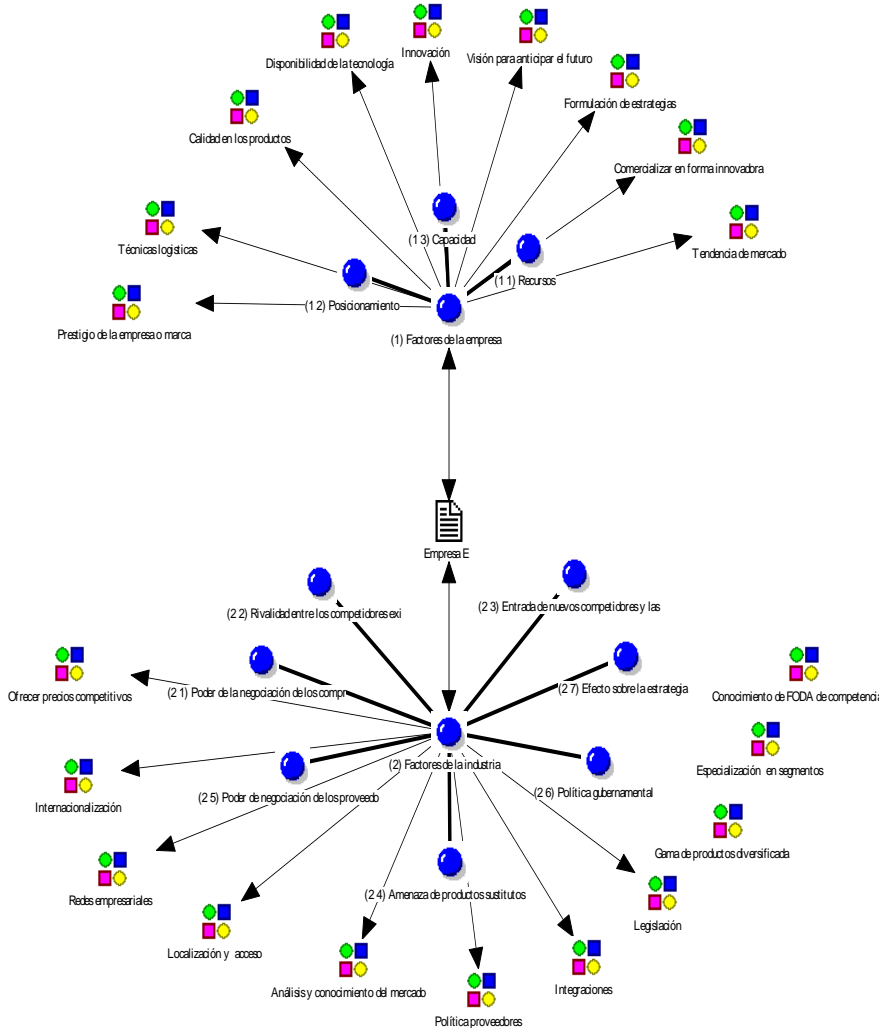 Innovación
Disponibilidad de la tecnología
Visión para anticipar el futuro
Formulación de estrategias
Calidad en los productos
Comercializar en forma innovadora
(1 3) Capacidad
Técnicas logisticas
Tendencia de mercado
(1 1) Recursos
(1 2) Posicionamiento
Prestigio de la empresa o marca
(1) Factores de la empresa
Empresa E
(2 2) Rivalidad entre los competidores exi
(2 3) Entrada de nuevos competidores y las
Ofrecer precios competitivos
(2 1) Poder de la negociación de los compr
(2 7) Efecto sobre la estrategia
Conocimiento de FODA de competencia
(2) Factores de la industria
Especialización en segmentos
Internacionalización
(2 5) Poder de negociación de los proveedo
(2 6) Política gubernamental
Gama de productos diversificada
(2 4) Amenaza de productos sustitutos
Redes empresariales
Legislación
Localización y acceso
Análisis y conocimiento del mercado
Integraciones
Política proveedores